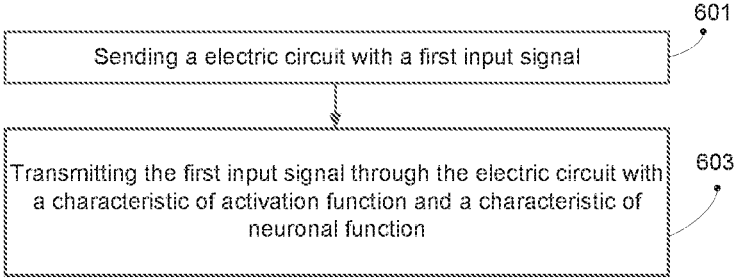 601
Sending a electric circuit with a first input signal
Transmitting the first input signal through the electric circuit with
a characteristic of activation function and a characteristic of
neuronal function
603